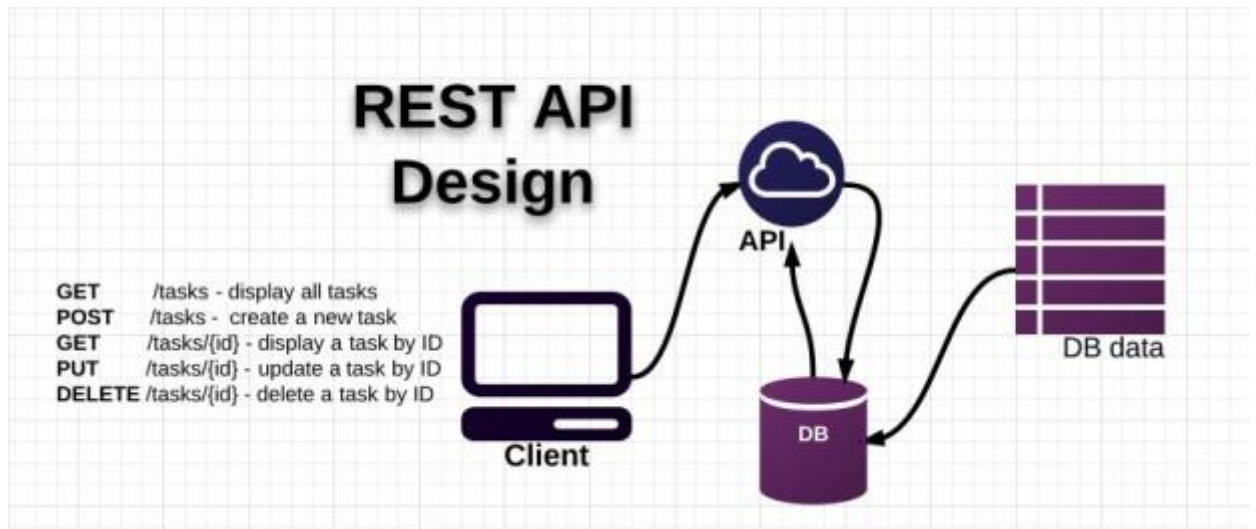 REST API
Design
GET /tasks - display all tasks
POST /tasks - create a new task
GET /tasks/{id} - display a task by ID
PUT /tasks/{id} - update a task by ID
DELETE /tasks/{id} - delete a task by ID
Client
API
DB
DB data